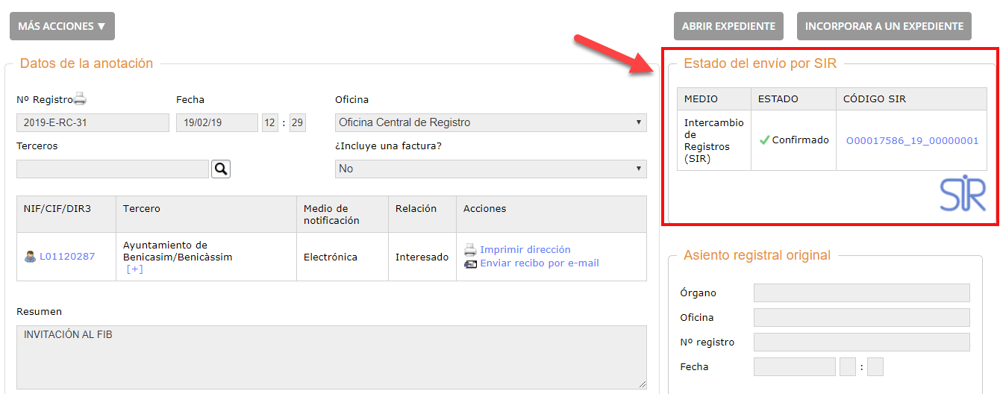 MÁS ACCIONES ▼
ABRIR EXPEDIENTE
INCORPORAR A UN EXPEDIENTE
Datos de la anotación
Nº Registro
Fecha
Oficina
2019-E-RC-31
19/02/19
12 : 29
Oficina Central de Registro
Terceros
¿Incluye una factura?
No
NIF/CIF/DIR3
Tercero
Medio de
notificación
Relación
Acciones
L01120287
Ayuntamiento de
Benicasim/Benicàssim
[+]
Electrónica
Interesado
Imprimir dirección
Enviar recibo por e-mail
Resumen
INVITACIÓN AL FIB
Estado del envío por SIR
MEDIO
ESTADO
CÓDIGO SIR
Intercambio
de
Registros
(SIR)
Confirmado
O00017586_19_00000001
SIR
Asiento registral original
Órgano
Oficina
Nº registro
Fecha
: